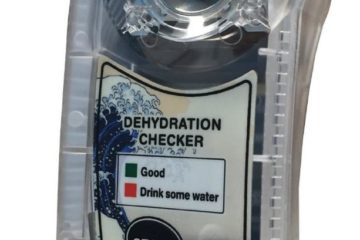 DEHYDRATION
CHECKER
Good
Drink some water